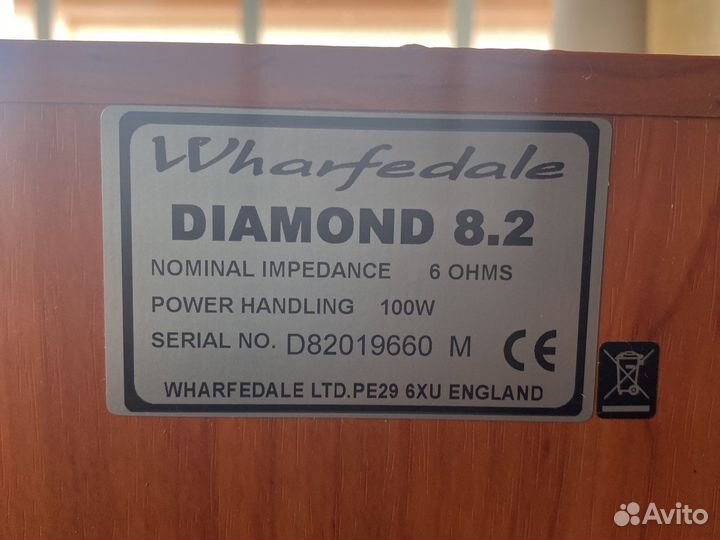 Wharfedale
DIAMOND 8.2
NOMINAL IMPEDANCE 6 OHMS
POWER HANDLING 100W
SERIAL NO. D82019660 M CE
WHARFEDALE LTD.PE29 6XU ENGLAND
Avito